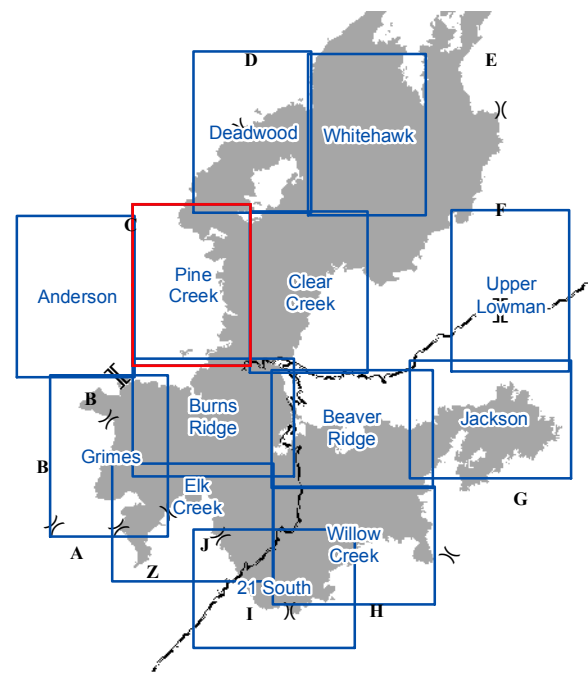 D
E
Deadwood
Whitehawk
C
F
Pine
Creek
Clear
Creek
Anderson
Upper
Lowman
B
Burns
Ridge
Beaver
Ridge
Jackson
B
Grimes
Elk
Creek
G
A
Z
J
Willow
Creek
21 South
I
H